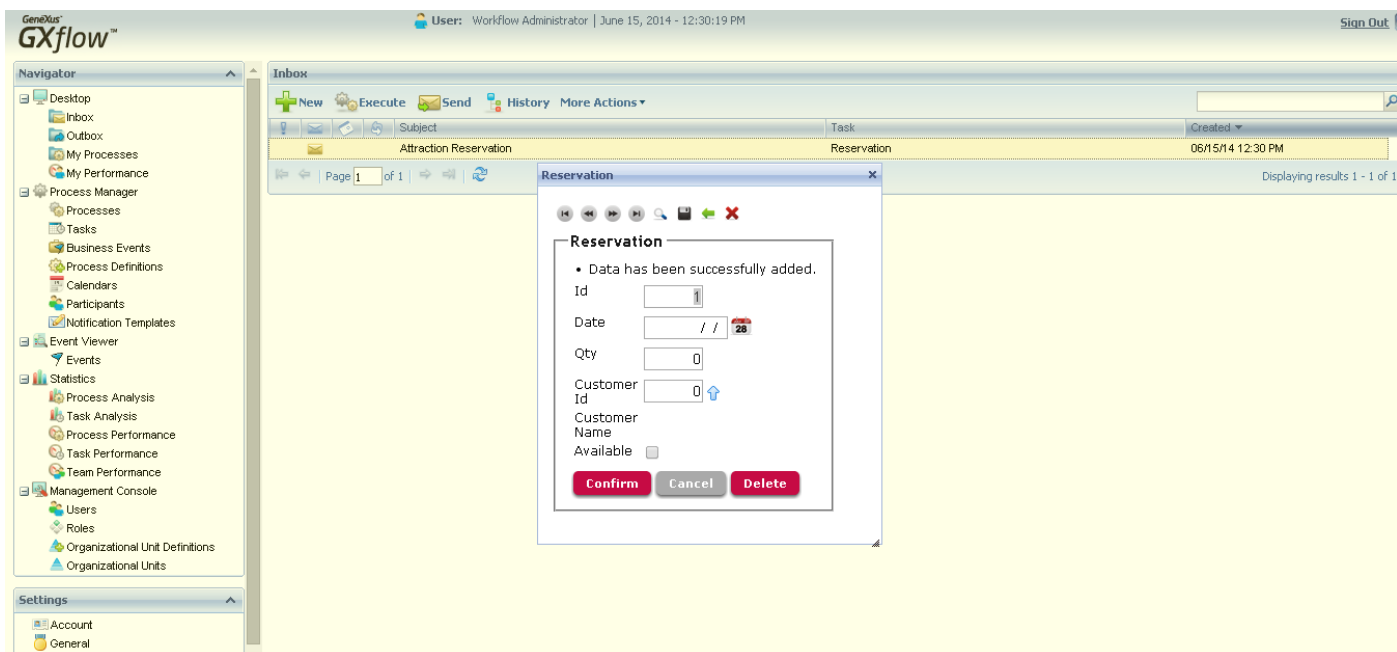 GeneXus
GXflow™
User: Workflow Administrator | June 15, 2014 - 12:30:19 PM
Sign Out
Navigator
Desktop
Inbox
Outbox
My Processes
My Performance
Process Manager
Processes
Tasks
Business Events
Process Definitions
Calendars
Participants
Notification Templates
Event Viewer
Events
Statistics
Process Analysis
Task Analysis
Process Performance
Task Performance
Team Performance
Management Console
Users
Roles
Organizational Unit Definitions
Organizational Units
Settings
Account
General
Inbox
New Execute Send History More Actions
Subject Task Created
Attraction Reservation Reservation 06/15/14 12:30 PM
Page 1 of 1 Displaying results 1 - 1 of 1
Reservation x
Reservation
• Data has been successfully added.
Id 1
Date / / 28
Qty 0
Customer Id 0
Customer Name
Available
Confirm Cancel Delete